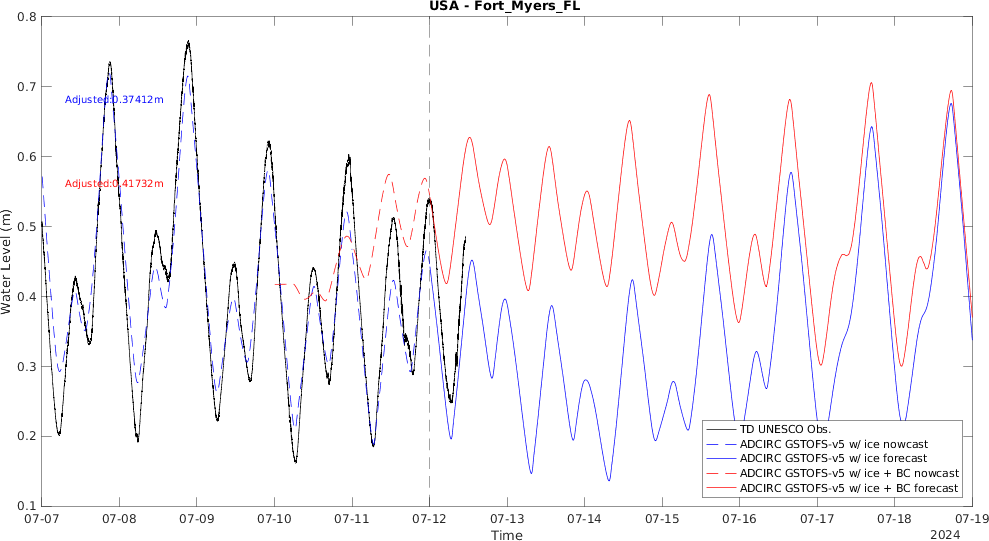 USA - Fort_Myers_FL
0.8
0.7
0.6
0.5
0.4
0.3
0.2
0.1
Water Level (m)
Adjusted:0.37412m
Adjusted:0.41732m
TD UNESCO Obs.
ADCIRC GSTOFS-v5 w/ ice nowcast
ADCIRC GSTOFS-v5 w/ ice forecast
ADCIRC GSTOFS-v5 w/ ice + BC nowcast
ADCIRC GSTOFS-v5 w/ ice + BC forecast
07-07 07-08 07-09 07-10 07-11 07-12 07-13 07-14 07-15 07-16 07-17 07-18 07-19
Time
2024